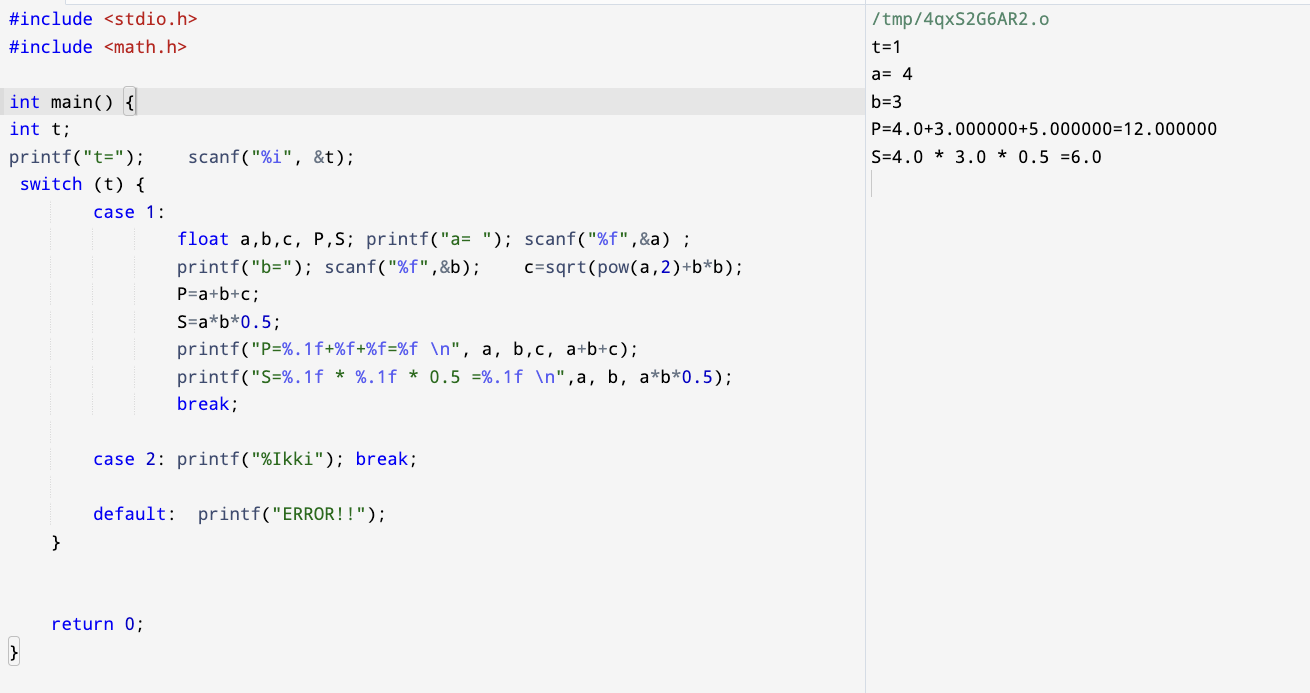 #include <stdio.h>
#include <math.h>
int main() {
int t;
printf("t=");    scanf("%i", &t);
switch (t) {
case 1:
float a,b,c, P,S; printf("a= "); scanf("%f",&a) ;
printf("b="); scanf("%f",&b);    c=sqrt(pow(a,2)+b*b);
P=a+b+c;
S=a*b*0.5;
printf("P=%.1f+%f+%f=%f \n", a, b,c, a+b+c);
printf("S=%.1f * %.1f * 0.5 =%.1f \n",a, b, a*b*0.5);
break;
case 2: printf("%Ikki"); break;
default:  printf("ERROR!!");
}
return 0;
}
/tmp/4qxS2G6AR2.o
t=1
a= 4
b=3
P=4.0+3.000000+5.000000=12.000000
S=4.0 * 3.0 * 0.5 =6.0